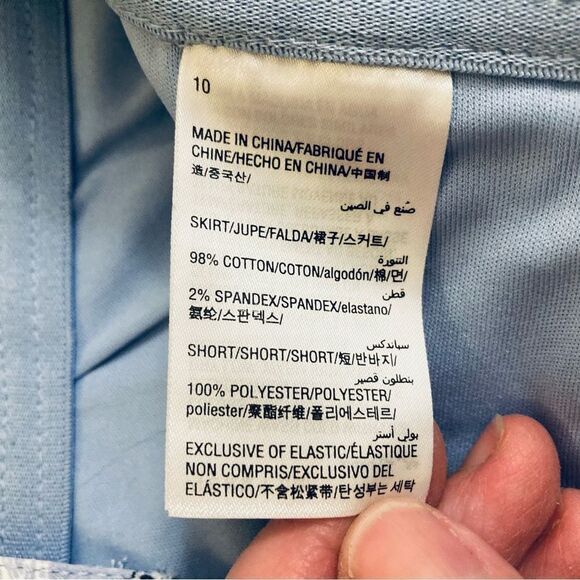 10
MADE IN CHINA/FABRIQUÉ EN
CHINE/HECHO EN CHINA/中国制
造/중국산/
صنع في الصين
SKIRT/JUPE/FALDA/裙子/스커트/
التنورة
98% COTTON/COTON/algodón/棉/면/
قطن
2% SPANDEX/SPANDEX/elastano/
氨纶/스판덱스/
سباندكس
SHORT/SHORT/SHORT/短/반바지/
بنطلون قصير
100% POLYESTER/POLYESTER/
poliester/聚酯纤维/폴리에스테르/
بولي أستر
EXCLUSIVE OF ELASTIC/ÉLASTIQUE
NON COMPRIS/EXCLUSIVO DEL
ELÁSTICO/不含松紧带/탄성부는 세탁